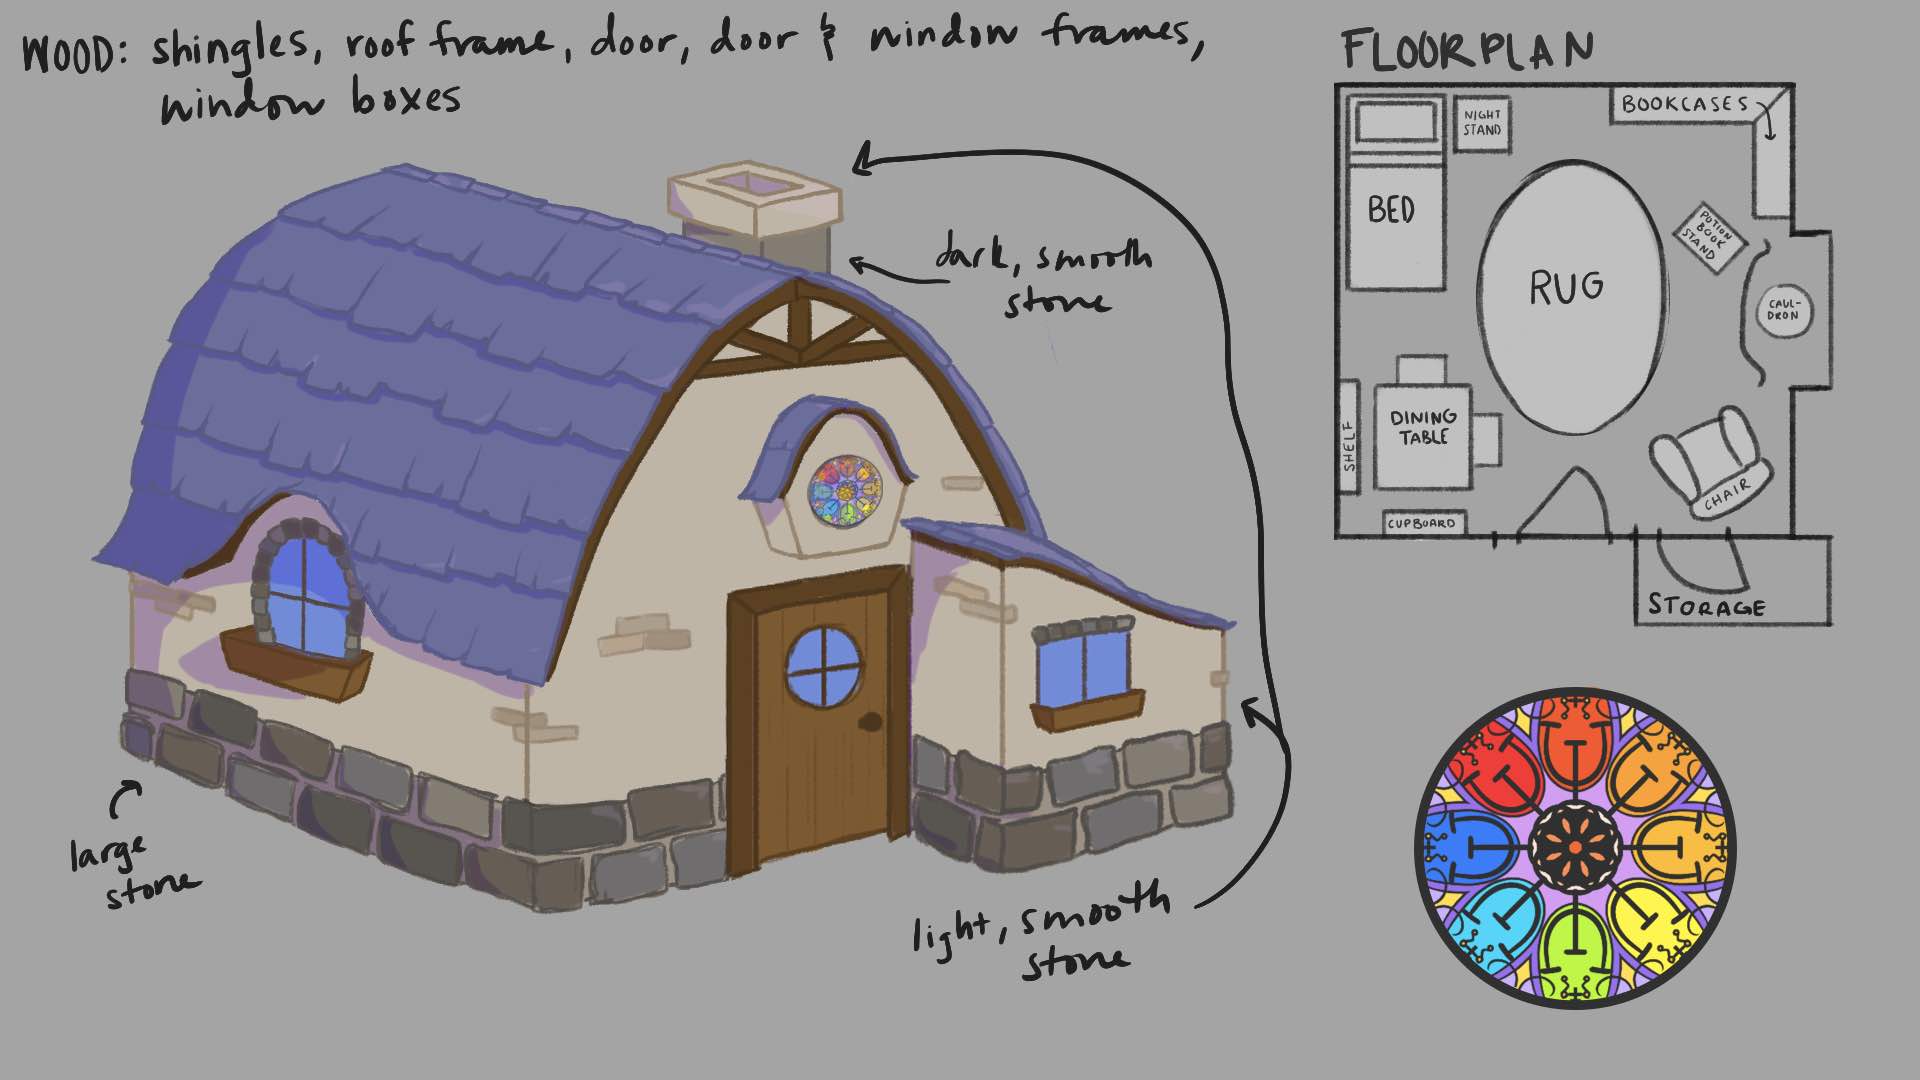 WOOD: shingles, roof frame, door, door & window frames,
window boxes
dark, smooth
stone
large
stone
light, smooth
stone
FLOORPLAN
BOOKCASES
NIGHT
STAND
BED
RUG
POTION
BOOK
STAND
CAUL-
DRON
SHELF
DINING
TABLE
CHAIR
CUPBOARD
STORAGE